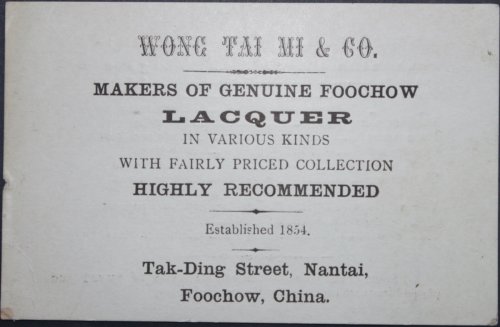 WONG TAI MI & CO.
MAKERS OF GENUINE FOOCHOW
LACQUER
IN VARIOUS KINDS
WITH FAIRLY PRICED COLLECTION
HIGHLY RECOMMENDED
Established 1854.
Tak-Ding Street, Nantai,
Foochow, China.